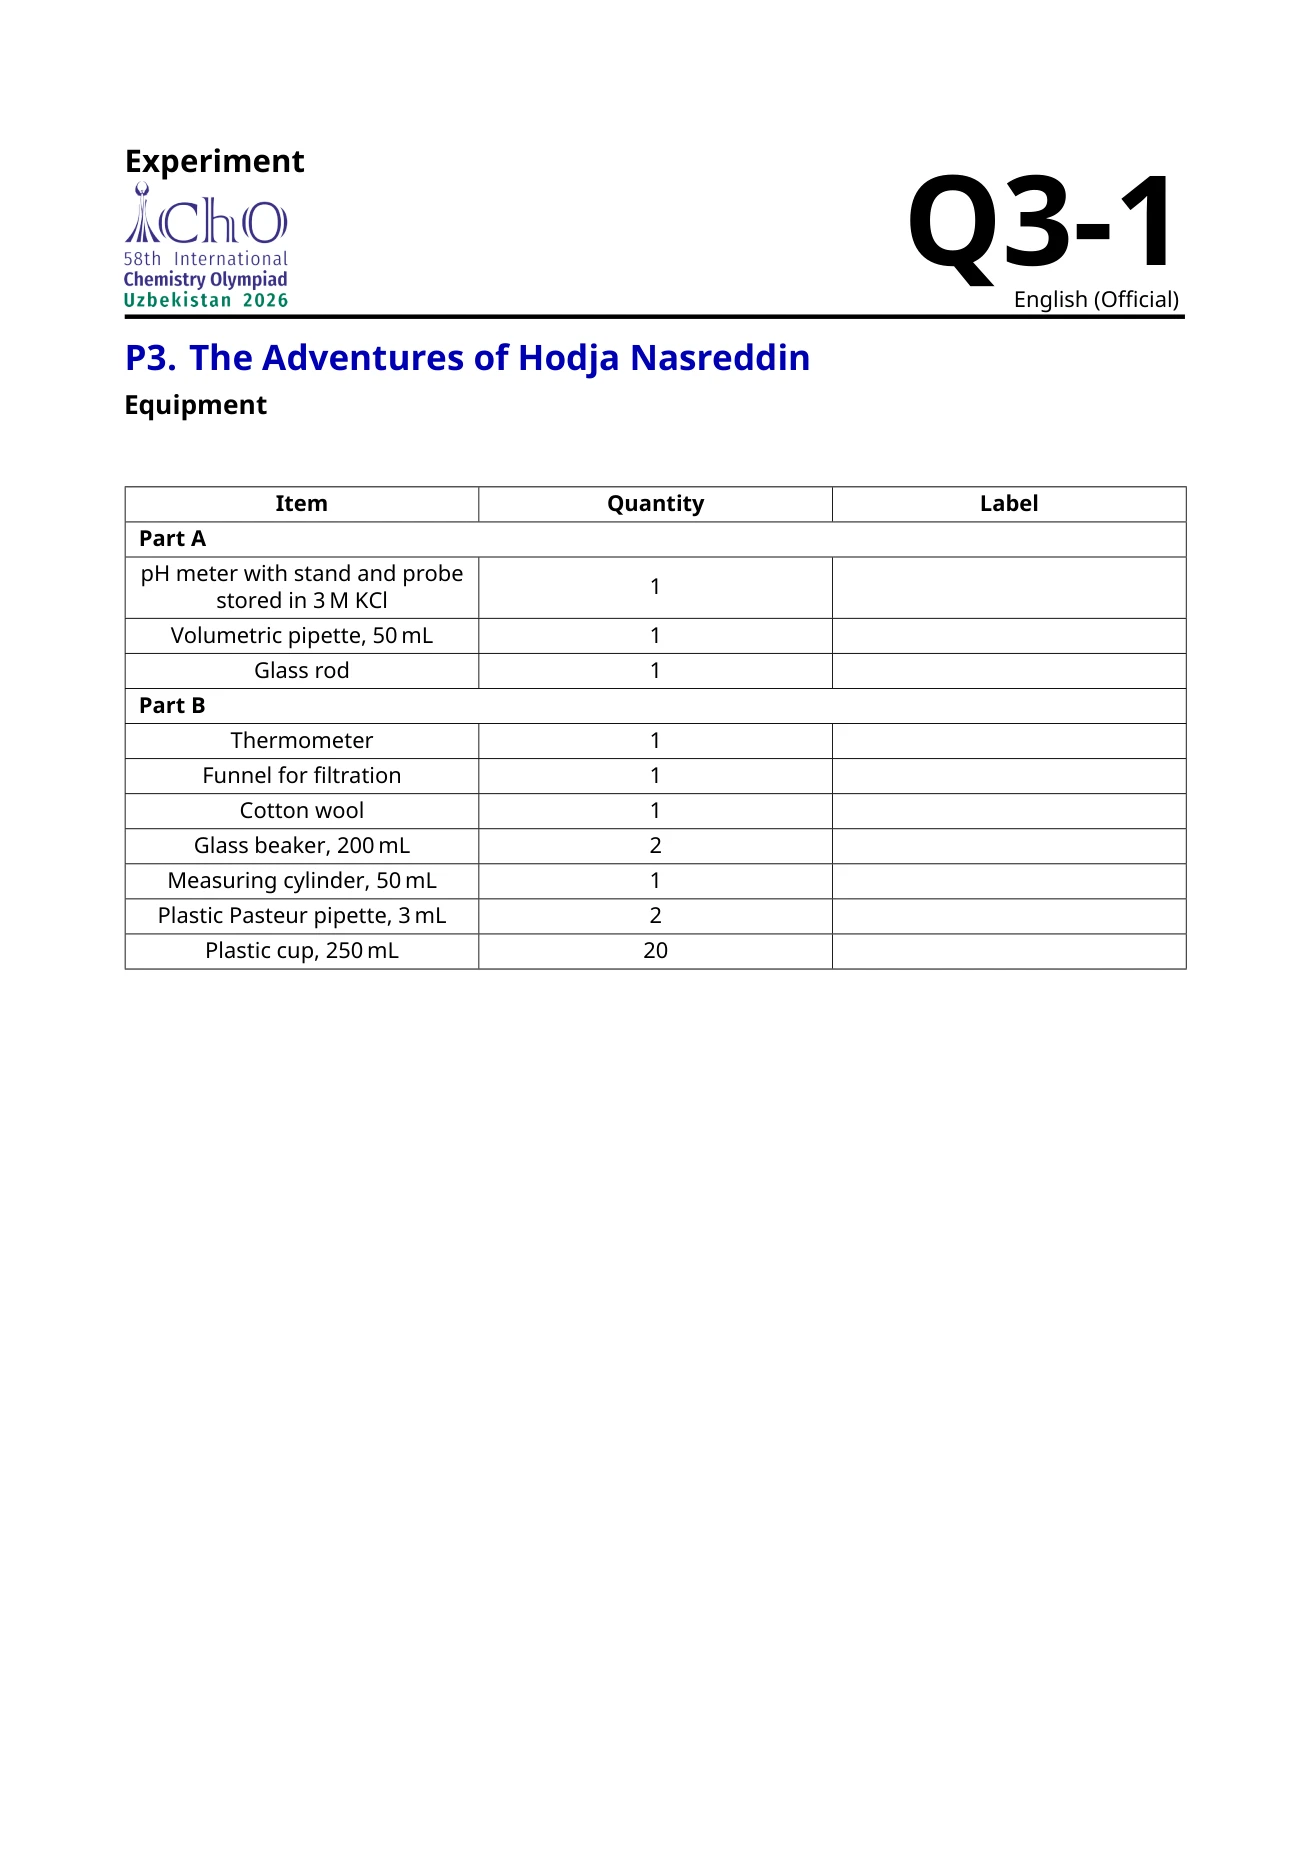 Experiment
IChO
58th International
Chemistry Olympiad
Uzbekistan 2026
Q3-1
English (Official)
P3. The Adventures of Hodja Nasreddin
Equipment
Item Quantity Label
Part A
pH meter with stand and probe
stored in 3 M KCl 1
Volumetric pipette, 50 mL 1
Glass rod 1
Part B
Thermometer 1
Funnel for filtration 1
Cotton wool 1
Glass beaker, 200 mL 2
Measuring cylinder, 50 mL 1
Plastic Pasteur pipette, 3 mL 2
Plastic cup, 250 mL 20